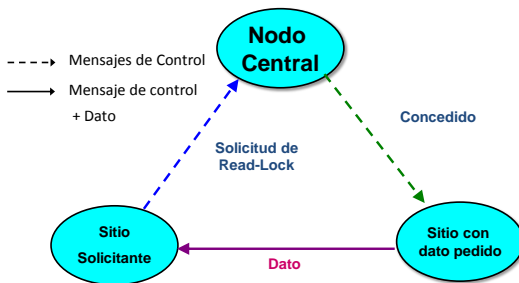 Nodo
Central
Mensajes de Control
Mensaje de control
+ Dato
Concedido
Solicitud de
Read-Lock
Sitio
Solicitante
Sitio con
dato pedido
Dato